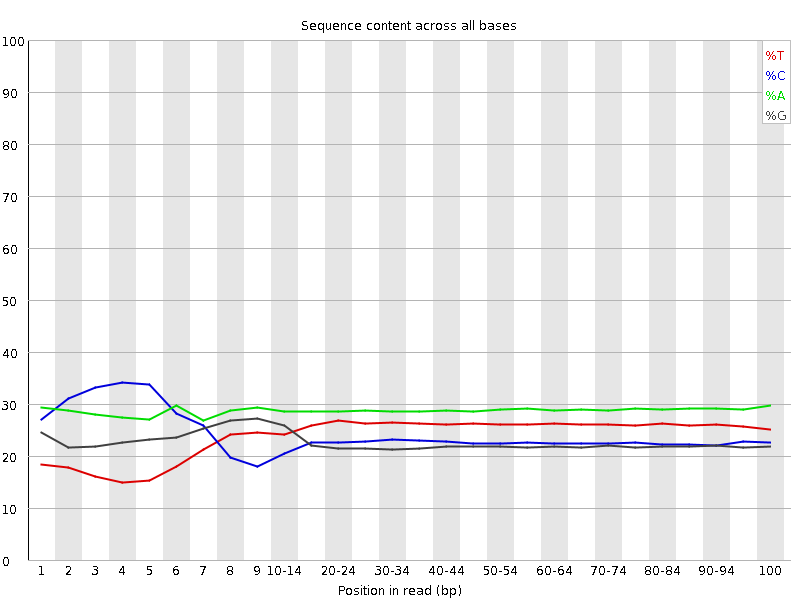 Sequence content across all bases
100
90
80
70
60
50
40
30
20
10
0
%T
%C
%A
%G
1 2 3 4 5 6 7 8 9 10-14 20-24 30-34 40-44 50-54 60-64 70-74 80-84 90-94 100
Position in read (bp)